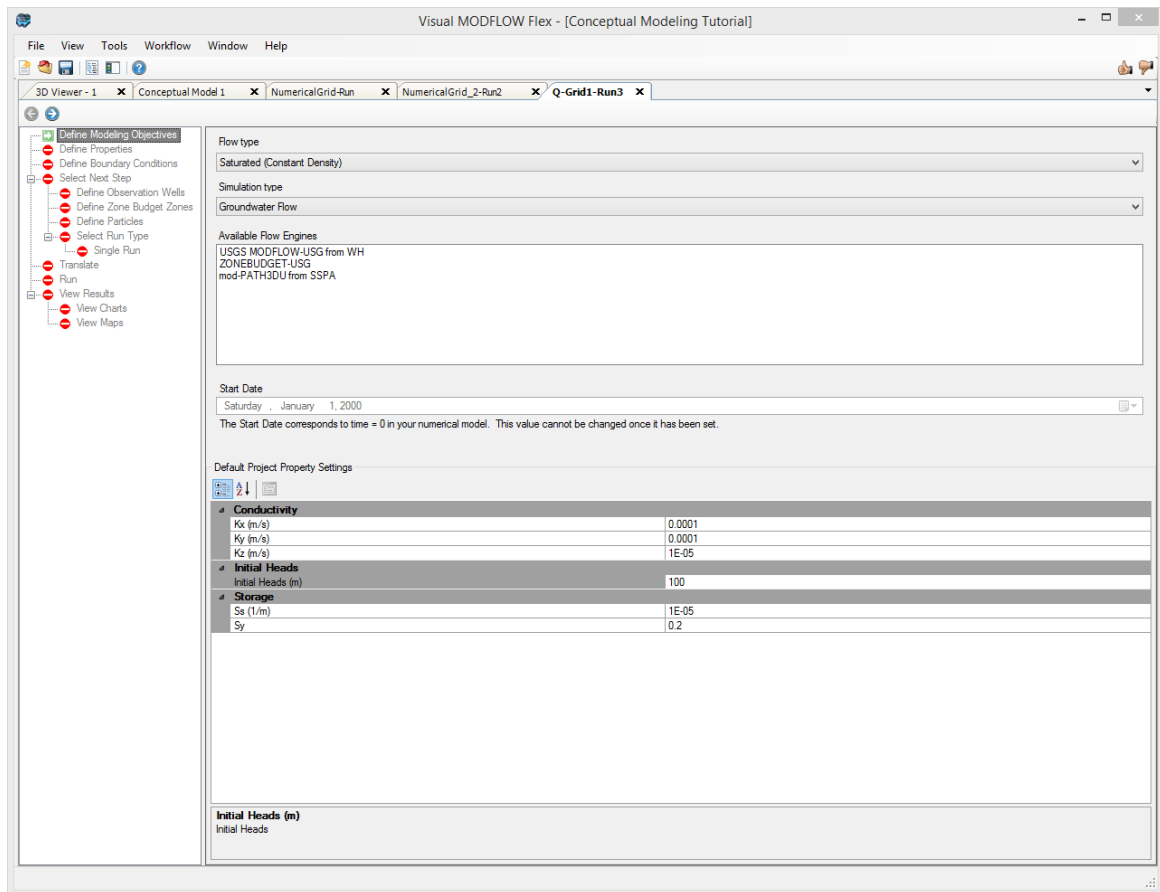 Visual MODFLOW Flex - [Conceptual Modeling Tutorial]
File View Tools Workflow Window Help
3D Viewer - 1 Conceptual Model 1 NumericalGrid-Run NumericalGrid_2-Run2 Q-Grid1-Run3
Define Modeling Objectives
Define Properties
Define Boundary Conditions
Select Next Step
Define Observation Wells
Define Zone Budget Zones
Define Particles
Select Run Type
Single Run
Translate
Run
View Results
View Charts
View Maps
Flow type
Saturated (Constant Density)
Simulation type
Groundwater Flow
Available Flow Engines
USGS MODFLOW-USG from WH
ZONEBUDGET-USG
mod-PATH3DU from SSPA
Start Date
Saturday , January 1, 2000
The Start Date corresponds to time = 0 in your numerical model. This value cannot be changed once it has been set.
Default Project Property Settings
Conductivity
Kx (m/s) 0.0001
Ky (m/s) 0.0001
Kz (m/s) 1E-05
Initial Heads
Initial Heads (m) 100
Storage
Ss (1/m) 1E-05
Sy 0.2
Initial Heads (m)
Initial Heads